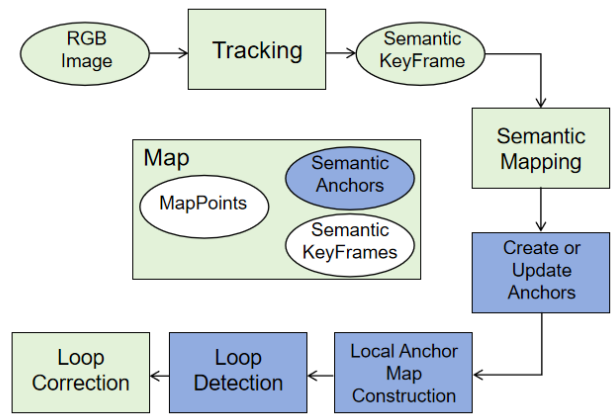 RGB
Image
Tracking
Semantic
KeyFrame
Semantic
Mapping
Map
MapPoints
Semantic
Anchors
Semantic
KeyFrames
Create or
Update
Anchors
Local Anchor
Map
Construction
Loop
Detection
Loop
Correction